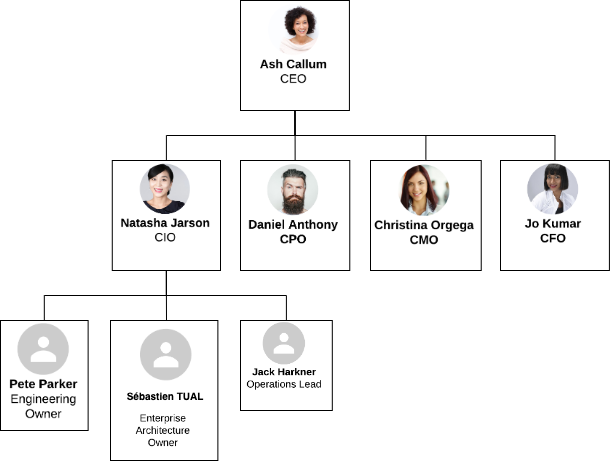 Ash Callum
CEO
Natasha Jarson
CIO
Daniel Anthony
CPO
Christina Orgega
CMO
Jo Kumar
CFO
Pete Parker
Engineering
Owner
Sébastien TUAL
Enterprise
Architecture
Owner
Jack Harkner
Operations Lead